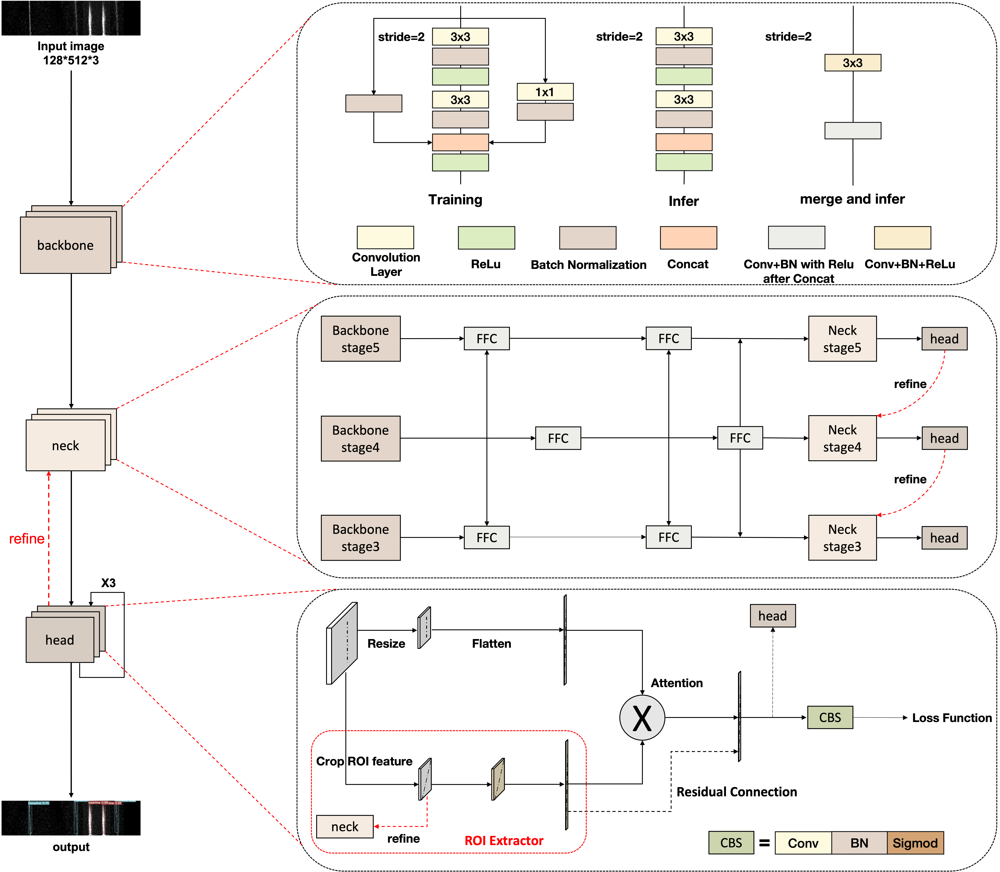 Input image
128*512*3
backbone
neck
refine
X3
head
heavyline 0.75
output
stride=2
3x3
3x3
1x1
Training
stride=2
3x3
3x3
Infer
stride=2
3x3
merge and infer
Convolution
Layer
ReLu
Batch Normalization
Concat
Conv+BN with Relu
after Concat
Conv+BN+ReLu
Backbone
stage5
FFC
FFC
Neck
stage5
head
refine
Backbone
stage4
FFC
FFC
Neck
stage4
head
refine
Backbone
stage3
FFC
FFC
Neck
stage3
head
Resize
Flatten
head
Attention
X
CBS
Loss Function
Crop ROI feature
Residual Connection
neck
refine
ROI Extractor
CBS
=
Conv
BN
Sigmod